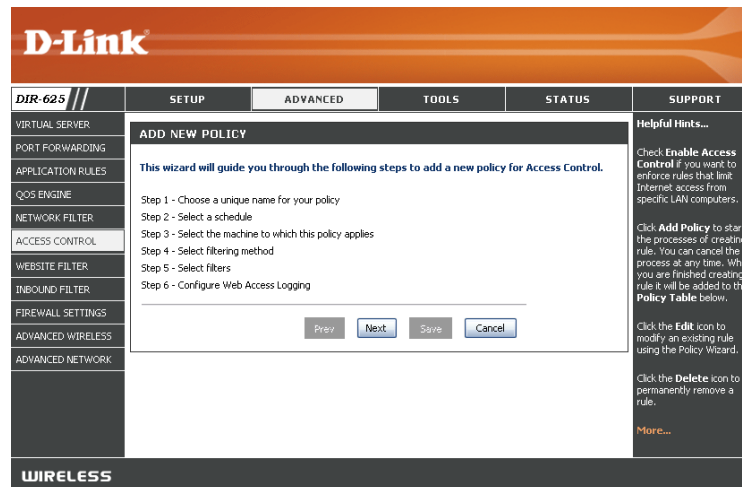 D-Link
DIR-625
SETUP
ADVANCED
TOOLS
STATUS
SUPPORT
VIRTUAL SERVER
PORT FORWARDING
APPLICATION RULES
QOS ENGINE
NETWORK FILTER
ACCESS CONTROL
WEBSITE FILTER
INBOUND FILTER
FIREWALL SETTINGS
ADVANCED WIRELESS
ADVANCED NETWORK
ADD NEW POLICY
This wizard will guide you through the following steps to add a new policy for Access Control.
Step 1 - Choose a unique name for your policy
Step 2 - Select a schedule
Step 3 - Select the machine to which this policy applies
Step 4 - Select filtering method
Step 5 - Select filters
Step 6 - Configure Web Access Logging
Prev Next Save Cancel
Helpful Hints...
Check Enable Access
Control if you want to
enforce rules that limit
Internet access from
specific LAN computers.
Click Add Policy to star
the processes of creating
rule. You can cancel the
process at any time. Wh
you are finished creating
rule it will be added to th
Policy Table below.
Click the Edit icon to
modify an existing rule
using the Policy Wizard.
Click the Delete icon to
permanently remove a
rule.
More...
WIRELESS